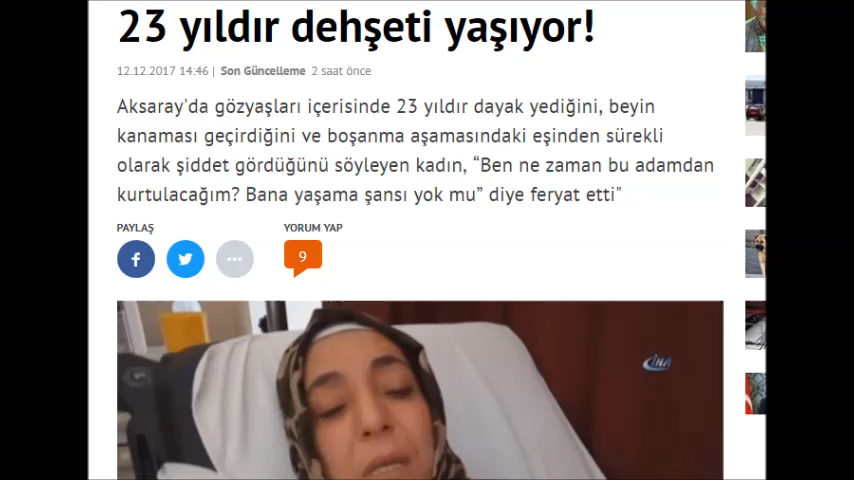 23 yıldır dehşeti yaşıyor!
12.12.2017 14:46 | Son Güncelleme 2 saat önce
Aksaray'da gözyaşları içerisinde 23 yıldır dayak yediğini, beyin
kanaması geçirdiğini ve boşanma aşamasındaki eşinden sürekli
olarak şiddet gördüğünü söyleyen kadın, “Ben ne zaman bu adamdan
kurtulacağım? Bana yaşama şansı yok mu” diye feryat etti"
PAYLAŞ YORUM YAP
9
İHA